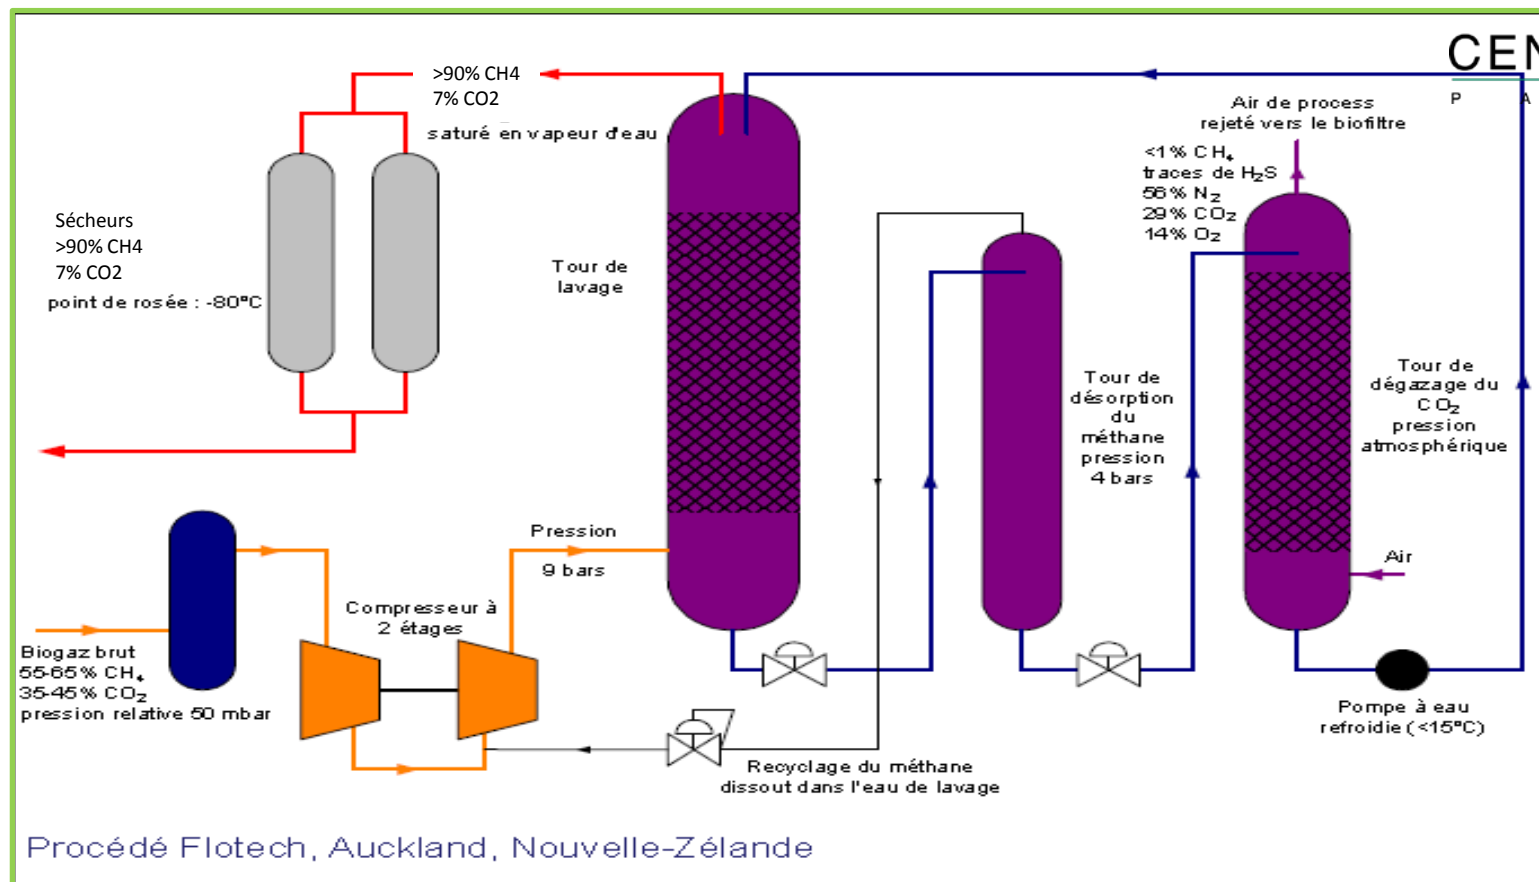 CEN
P A
>90% CH4
7% CO2
saturé en vapeur d'eau
Air de process
rejeté vers le biofiltre
<1% CH₄
traces de H₂S
56% N₂
29% CO₂
14% O₂
Sécheurs
>90% CH4
7% CO2
point de rosée : -80°C
Tour de
lavage
Tour de
désorption
du
méthane
pression
4 bars
Tour de
dégazage du
CO₂
pression
atmosphérique
Pression
9 bars
Air
Compresseur à
2 étages
Biogaz brut
55-65% CH₄
35-45% CO₂
pression relative 50 mbar
Pompe à eau
refroidie (<15°C)
Recyclage du méthane
dissout dans l'eau de lavage
Procédé Flotech, Auckland, Nouvelle-Zélande